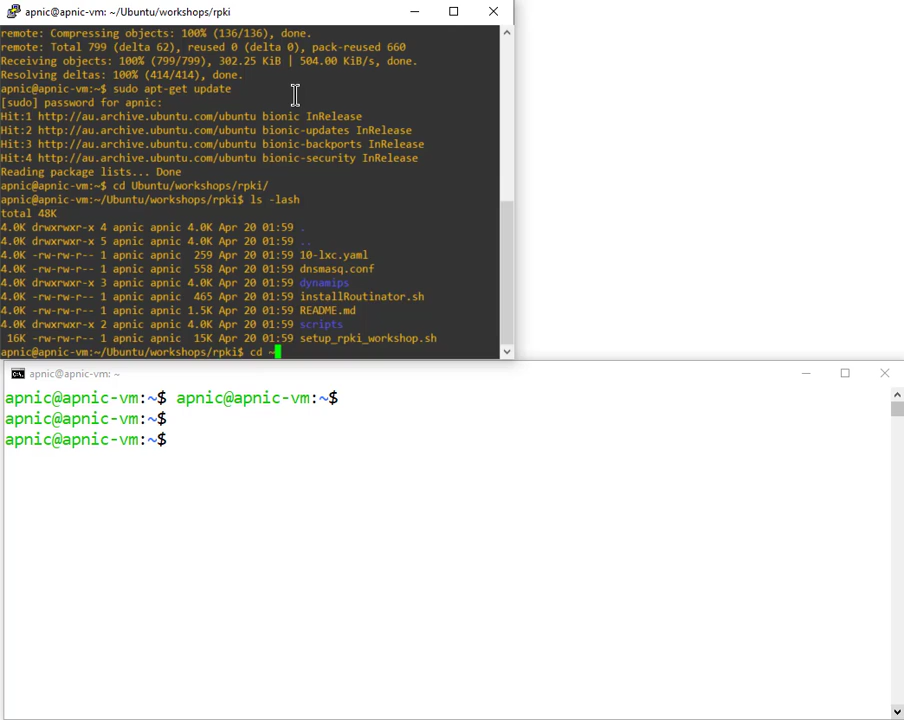 apnic@apnic-vm: ~/Ubuntu/workshops/rpki
remote: Compressing objects: 100% (136/136), done.
remote: Total 799 (delta 62), reused 0 (delta 0), pack-reused 660
Receiving objects: 100% (799/799), 302.25 KiB | 504.00 KiB/s, done.
Resolving deltas: 100% (414/414), done.
apnic@apnic-vm:~$ sudo apt-get update
[sudo] password for apnic:
Hit:1 http://au.archive.ubuntu.com/ubuntu bionic InRelease
Hit:2 http://au.archive.ubuntu.com/ubuntu bionic-updates InRelease
Hit:3 http://au.archive.ubuntu.com/ubuntu bionic-backports InRelease
Hit:4 http://au.archive.ubuntu.com/ubuntu bionic-security InRelease
Reading package lists... Done
apnic@apnic-vm:~$ cd Ubuntu/workshops/rpki/
apnic@apnic-vm:~/Ubuntu/workshops/rpki$ ls -lash
total 48K
4.0K drwxrwxr-x 4 apnic apnic 4.0K Apr 20 01:59 .
4.0K drwxrwxr-x 5 apnic apnic 4.0K Apr 20 01:59 ..
4.0K -rw-rw-r-- 1 apnic apnic  259 Apr 20 01:59 10-lxc.yaml
4.0K -rw-rw-r-- 1 apnic apnic  558 Apr 20 01:59 dnsmasq.conf
4.0K drwxrwxr-x 3 apnic apnic 4.0K Apr 20 01:59 dynamips
4.0K -rw-rw-r-- 1 apnic apnic  465 Apr 20 01:59 installRoutinator.sh
4.0K -rw-rw-r-- 1 apnic apnic 1.5K Apr 20 01:59 README.md
4.0K drwxrwxr-x 2 apnic apnic 4.0K Apr 20 01:59 scripts
 16K -rw-rw-r-- 1 apnic apnic  15K Apr 20 01:59 setup_rpki_workshop.sh
apnic@apnic-vm:~/Ubuntu/workshops/rpki$ cd ~
apnic@apnic-vm: ~
apnic@apnic-vm:~$ apnic@apnic-vm:~$
apnic@apnic-vm:~$
apnic@apnic-vm:~$